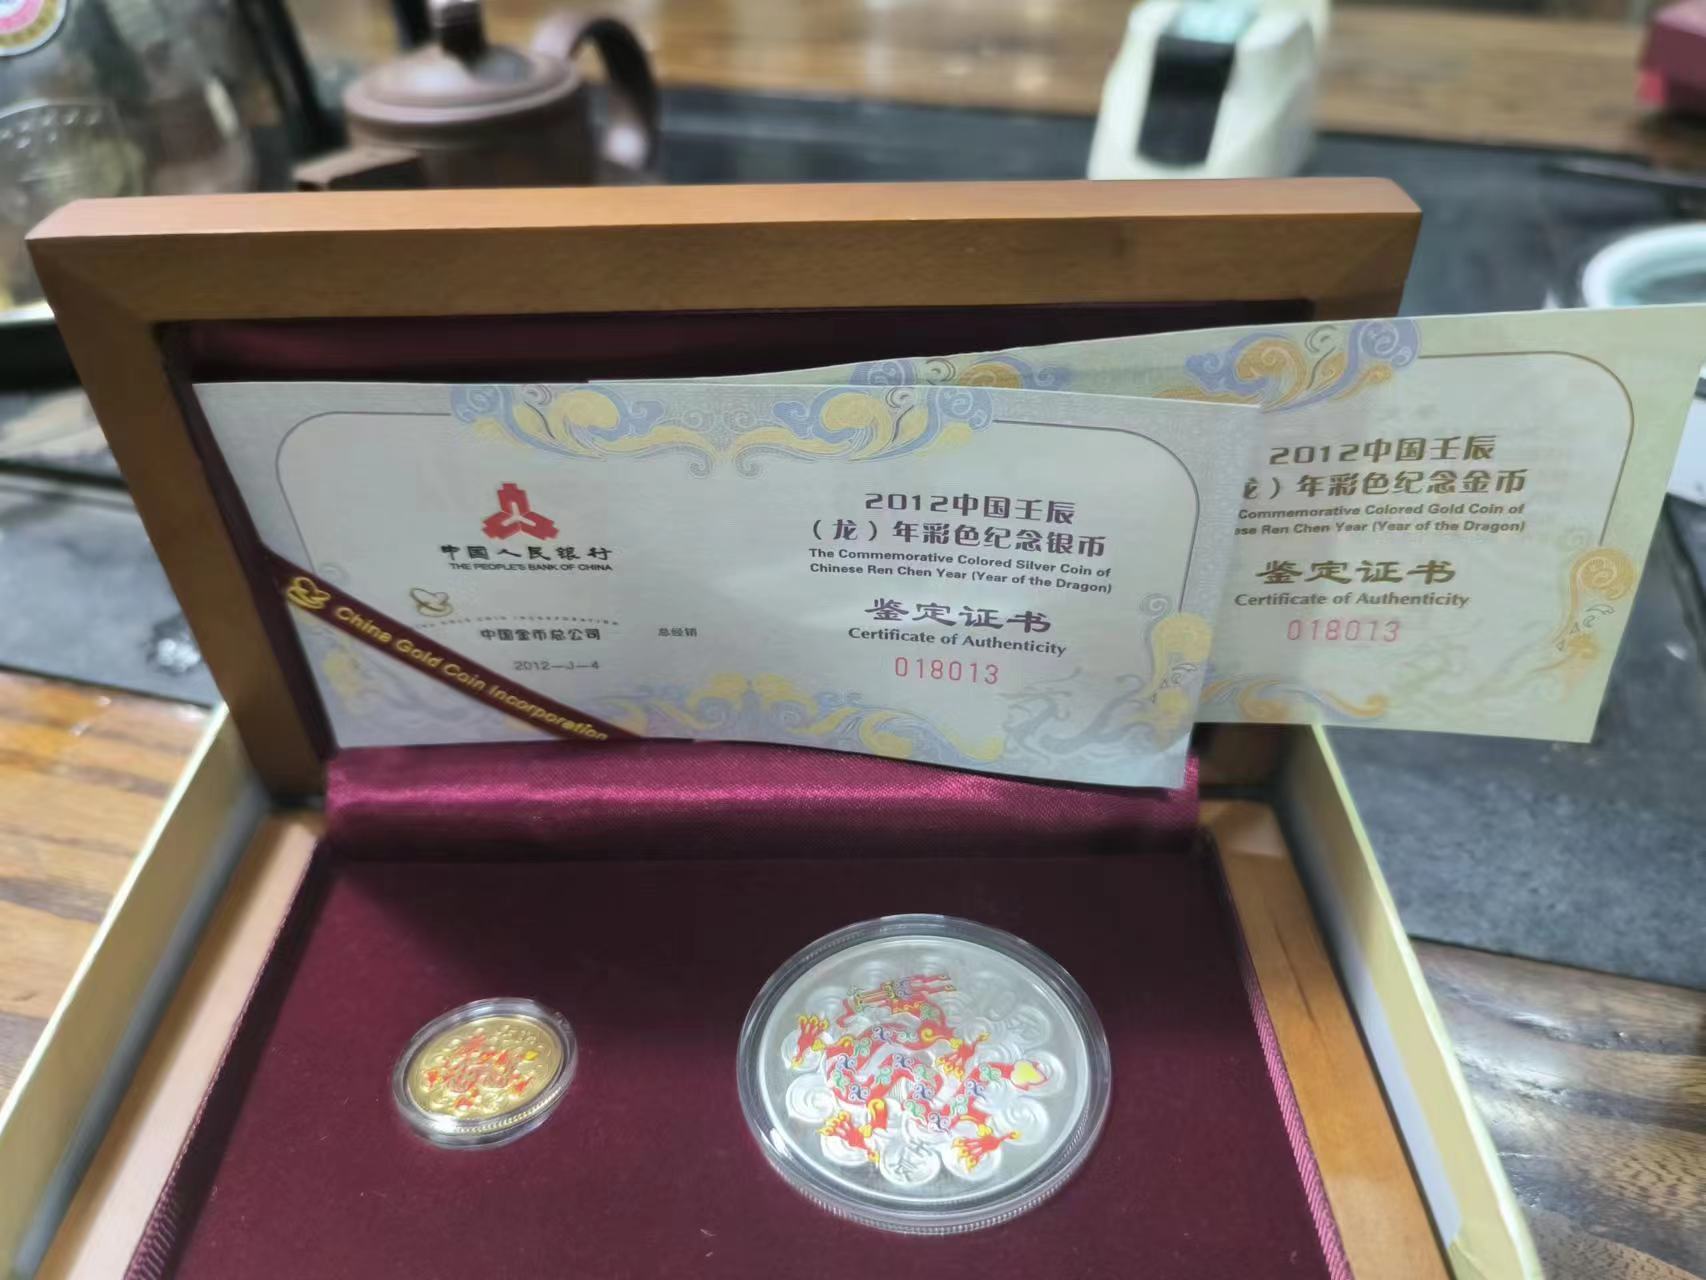 中国人民银行
THE PEOPLE'S BANK OF CHINA
中国金币总公司
总经销
2012—J—4
China Gold Coin Incorporation
2012中国壬辰
（龙）年彩色纪念银币
The Commemorative Colored Silver Coin of
Chinese Ren Chen Year (Year of the Dragon)
鉴定证书
Certificate of Authenticity
018013
2012中国壬辰
）年彩色纪念金币
Commemorative Colored Gold Coin of
Ren Chen Year (Year of the Dragon)
鉴定证书
Certificate of Authenticity
018013
10元